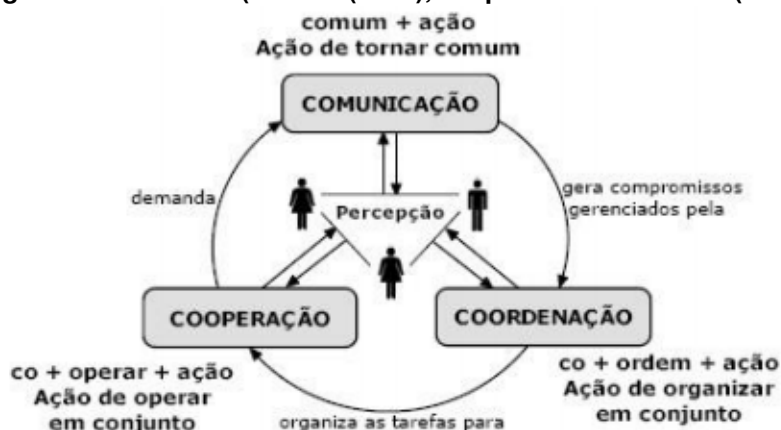 comum + ação
Ação de tornar comum
COMUNICAÇÃO
demanda
gera compromissos
gerenciados pela
Percepção
COOPERAÇÃO
COORDENAÇÃO
co + operar + ação
Ação de operar
em conjunto
co + ordem + ação
Ação de organizar
em conjunto
organiza as tarefas para